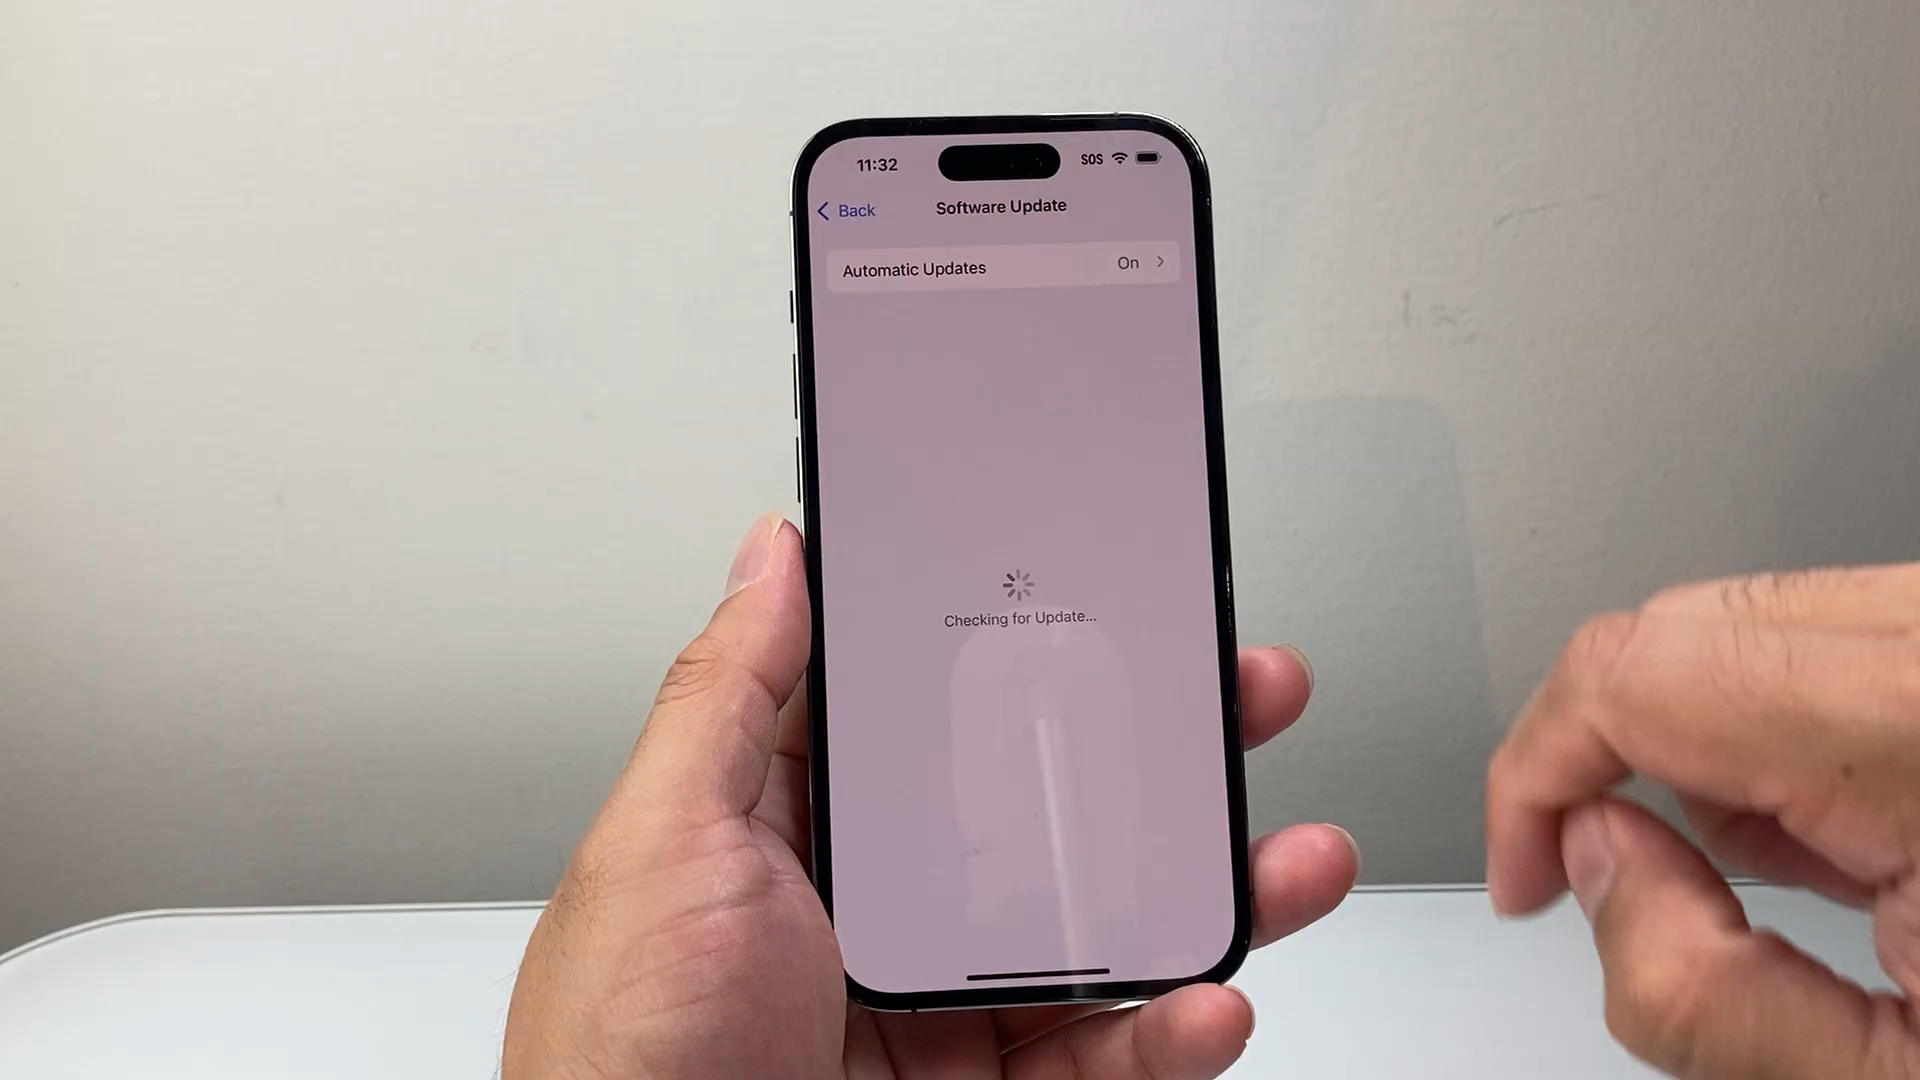 11:32 SOS
Back Software Update
Automatic Updates On
Checking for Update...